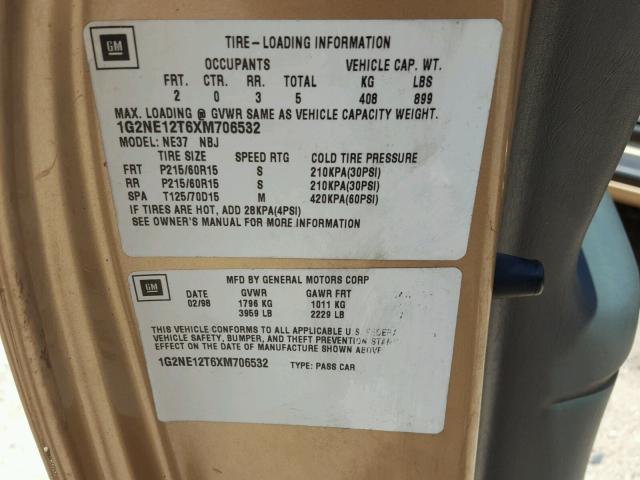 GM
TIRE-LOADING INFORMATION
OCCUPANTS VEHICLE CAP. WT.
FRT. CTR. RR. TOTAL KG LBS
2 0 3 5 408 899
MAX. LOADING @ GVWR SAME AS VEHICLE CAPACITY WEIGHT.
1G2NE12T6XM706532
MODEL: NE37 NBJ
TIRE SIZE SPEED RTG COLD TIRE PRESSURE
FRT P215/60R15 S 210KPA(30PSI)
RR P215/60R15 S 210KPA(30PSI)
SPA T125/70D15 M 420KPA(60PSI)
IF TIRES ARE HOT, ADD 28KPA(4PSI)
SEE OWNER'S MANUAL FOR MORE INFORMATION
GM
MFD BY GENERAL MOTORS CORP
DATE GVWR GAWR FRT
02/98 1796 KG 1011 KG
3959 LB 2229 LB
THIS VEHICLE CONFORMS TO ALL APPLICABLE U.S. FEDERA
VEHICLE SAFETY, BUMPER, AND THEFT PREVENTION STAN
EFFECT ON THE DATE OF MANUFACTURE SHOWN ABOVE
1G2NE12T6XM706532 TYPE: PASS CAR